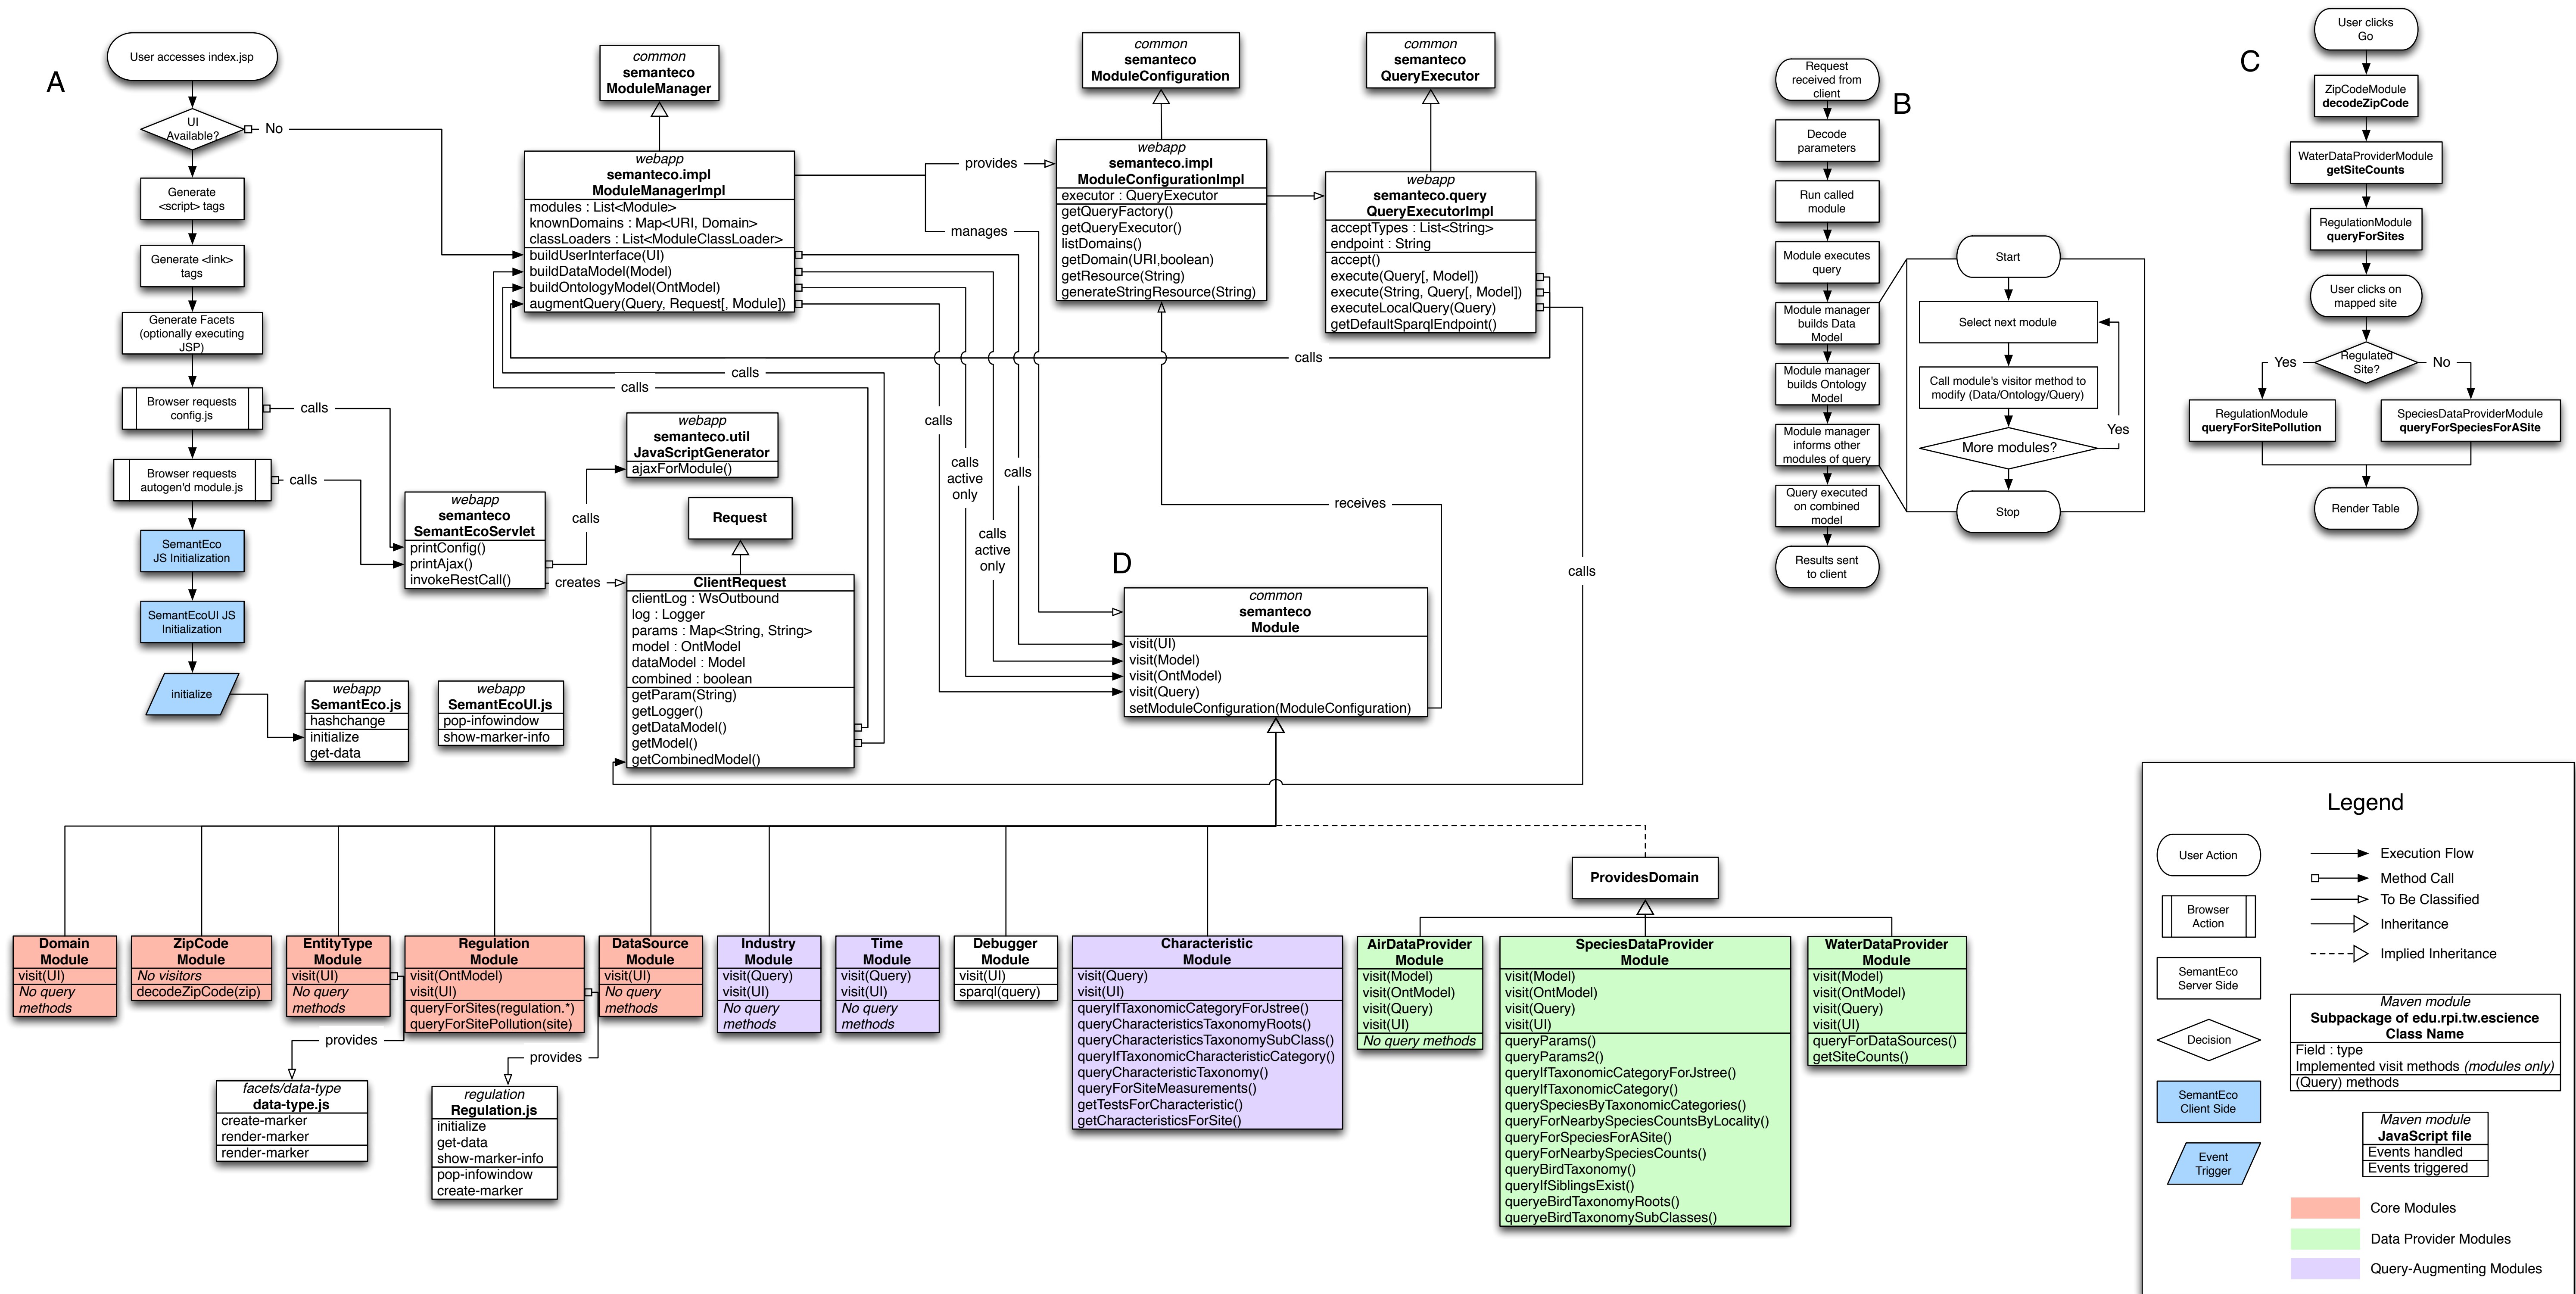 A
User accesses index.jsp
UI
Available?
No
Generate
<script> tags
Generate <link>
tags
Generate Facets
(optionally executing
JSP)
Browser requests
config.js
calls
Browser requests
autogen'd module.js
calls
SemantEco
JS Initialization
SemantEcoUI JS
Initialization
initialize
webapp
SemantEco.js
hashchange
initialize
get-data
webapp
SemantEcoUI.js
pop-infowindow
show-marker-info
webapp
semanteco
SemantEcoServlet
printConfig()
printAjax()
invokeRestCall()
calls
creates
common
semanteco
ModuleManager
webapp
semanteco.impl
ModuleManagerImpl
modules : List<Module>
knownDomains : Map<URI, Domain>
classLoaders : List<ModuleClassLoader>
buildUserInterface(UI)
buildDataModel(Model)
buildOntologyModel(OntModel)
augmentQuery(Query, Request[, Module])
provides
manages
calls
calls
calls
webapp
semanteco.util
JavaScriptGenerator
ajaxForModule()
Request
ClientRequest
clientLog : WsOutbound
log : Logger
params : Map<String, String>
model : OntModel
dataModel : Model
combined : boolean
getParam(String)
getLogger()
getDataModel()
getModel()
getCombinedModel()
common
semanteco
ModuleConfiguration
webapp
semanteco.impl
ModuleConfigurationImpl
executor : QueryExecutor
getQueryFactory()
getQueryExecutor()
listDomains()
getDomain(URI,boolean)
getResource(String)
generateStringResource(String)
common
semanteco
QueryExecutor
webapp
semanteco.query
QueryExecutorImpl
acceptTypes : List<String>
endpoint : String
accept()
execute(Query[, Model])
execute(String, Query[, Model])
executeLocalQuery(Query)
getDefaultSparqlEndpoint()
calls
calls
active
only
calls
active
only
calls
receives
calls
D
common
semanteco
Module
visit(UI)
visit(Model)
visit(OntModel)
visit(Query)
setModuleConfiguration(ModuleConfiguration)
B
Request
received from
client
Decode
parameters
Run called
module
Module executes
query
Module manager
builds Data
Model
Module manager
builds Ontology
Model
Module manager
informs other
modules of query
Query executed
on combined
model
Results sent
to client
Start
Select next module
Call module's visitor method to
modify (Data/Ontology/Query)
More modules?
Yes
Stop
C
User clicks
Go
ZipCodeModule
decodeZipCode
WaterDataProviderModule
getSiteCounts
RegulationModule
queryForSites
User clicks on
mapped site
Regulated
Site?
Yes
No
RegulationModule
queryForSitePollution
SpeciesDataProviderModule
queryForSpeciesForASite
Render Table
Domain
Module
visit(UI)
No query
methods
ZipCode
Module
No visitors
decodeZipCode(zip)
EntityType
Module
visit(UI)
No query
methods
Regulation
Module
visit(OntModel)
visit(UI)
queryForSites(regulation.*)
queryForSitePollution(site)
DataSource
Module
visit(UI)
No query
methods
Industry
Module
visit(Query)
visit(UI)
No query
methods
Time
Module
visit(Query)
visit(UI)
No query
methods
Debugger
Module
visit(UI)
sparql(query)
Characteristic
Module
visit(Query)
visit(UI)
queryIfTaxonomicCategoryForJstree()
queryCharacteristicsTaxonomyRoots()
queryCharacteristicsTaxonomySubClass()
queryIfTaxonomicCharacteristicCategory()
queryCharacteristicTaxonomy()
queryForSiteMeasurements()
getTestsForCharacteristic()
getCharacteristicsForSite()
ProvidesDomain
AirDataProvider
Module
visit(Model)
visit(OntModel)
visit(Query)
visit(UI)
No query methods
SpeciesDataProvider
Module
visit(Model)
visit(OntModel)
visit(Query)
visit(UI)
queryParams()
queryParams2()
queryIfTaxonomicCategoryForJstree()
queryIfTaxonomicCategory()
querySpeciesByTaxonomicCategories()
queryForNearbySpeciesCountsByLocality()
queryForSpeciesForASite()
queryForNearbySpeciesCounts()
queryBirdTaxonomy()
queryIfSiblingsExist()
queryeBirdTaxonomyRoots()
queryeBirdTaxonomySubClasses()
WaterDataProvider
Module
visit(Model)
visit(OntModel)
visit(Query)
visit(UI)
queryForDataSources()
getSiteCounts()
provides
provides
facets/data-type
data-type.js
create-marker
render-marker
render-marker
regulation
Regulation.js
initialize
get-data
show-marker-info
pop-infowindow
create-marker
Legend
User Action
Browser
Action
SemantEco
Server Side
Decision
SemantEco
Client Side
Event
Trigger
Execution Flow
Method Call
To Be Classified
Inheritance
Implied Inheritance
Maven module
Subpackage of edu.rpi.tw.escience
Class Name
Field : type
Implemented visit methods (modules only)
(Query) methods
Maven module
JavaScript file
Events handled
Events triggered
Core Modules
Data Provider Modules
Query-Augmenting Modules